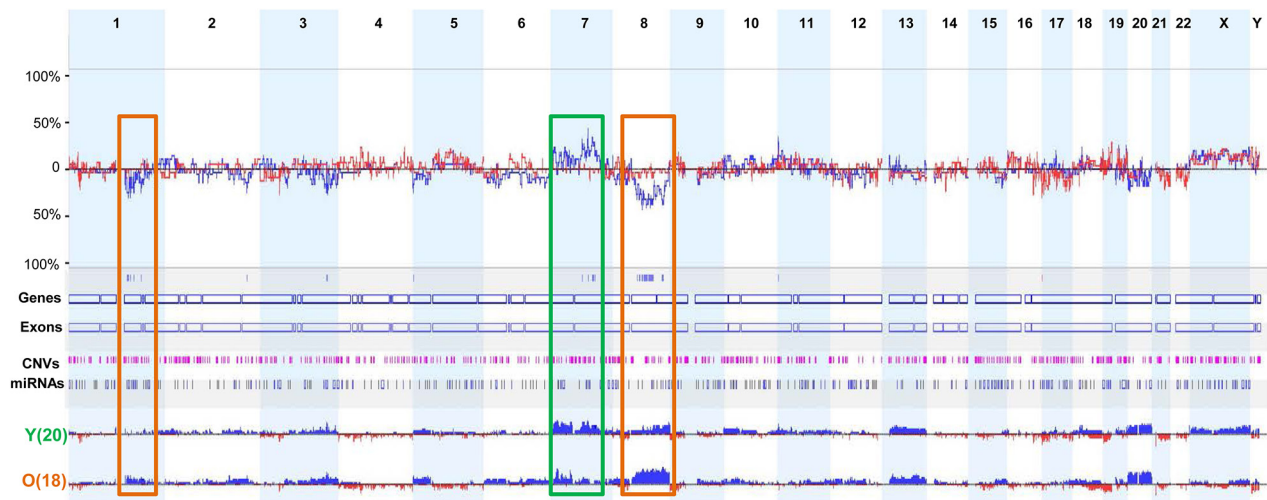 1 2 3 4 5 6 7 8 9 10 11 12 13 14 15 16 17 18 19 20 21 22 X Y
100%
50%
0
50%
100%
Genes
Exons
CNVs
miRNAs
Y(20)
O(18)